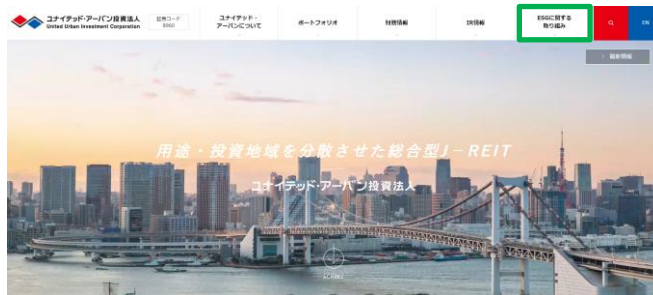 ユナイテッド・アーバン投資法人
United Urban Investment Corporation
証券コード
8960
ユナイテッド・
アーバンについて
ポートフォリオ
財務情報
IR情報
ESGに関する
取り組み
EN
最新情報
用途・投資地域を分散させた総合型J－REIT
ユナイテッド・アーバン投資法人
SCROLL